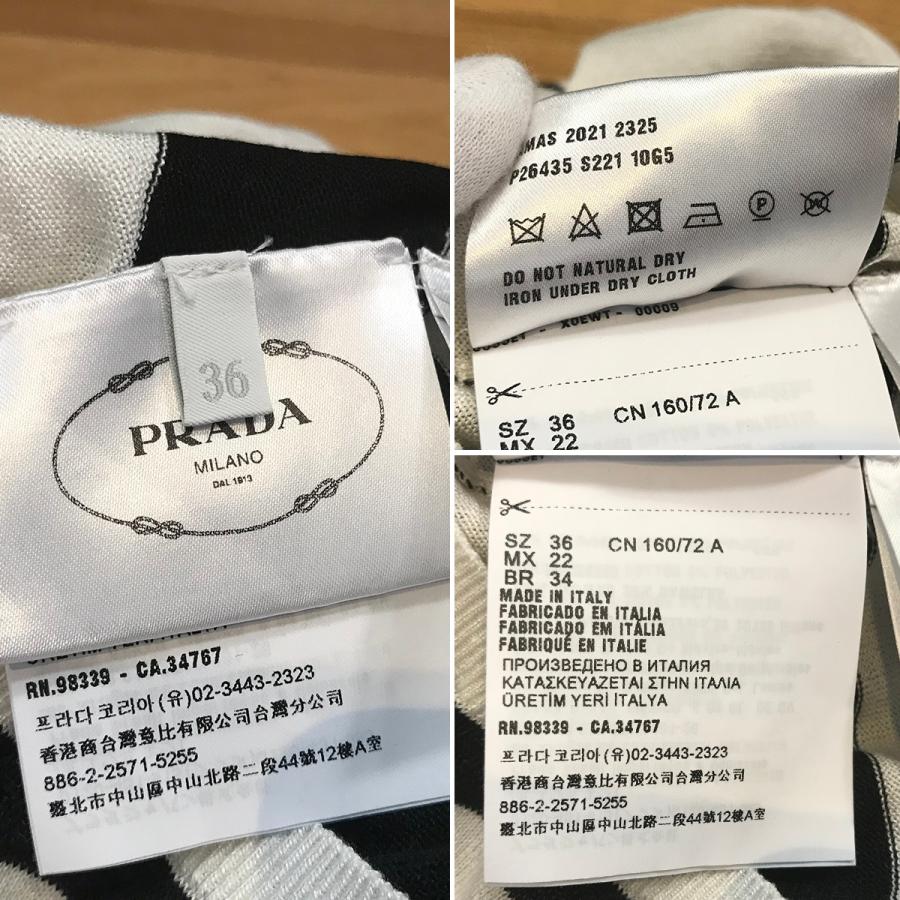 36
PRADA
MILANO
DAL 1913
RN.98339 - CA.34767
프라다 코리아 (유)02-3443-2323
香港商台灣意比有限公司台灣分公司
886-2-2571-5255
臺北市中山區中山北路二段44號12樓A室
MAS 2021 2325
P26435 S221 10G5
P
W
DO NOT NATURAL DRY
IRON UNDER DRY CLOTH
X0EWT - 00009
SZ 36 CN 160/72 A
MX 22
SZ 36 CN 160/72 A
MX 22
BR 34
MADE IN ITALY
FABRICADO EN ITALIA
FABRICADO EM ITÁLIA
FABRIQUÉ EN ITALIE
ПРОИЗВЕДЕНО В ИТАЛИЯ
ΚΑΤΑΣΚΕΥΑΖΕΤΑΙ ΣΤΗΝ ΙΤΑΛΙΑ
ÜRETİM YERİ İTALYA
RN.98339 - CA.34767
프라다 코리아 (유)02-3443-2323
香港商台灣意比有限公司台灣分公司
886-2-2571-5255
臺北市中山區中山北路二段44號12樓A室